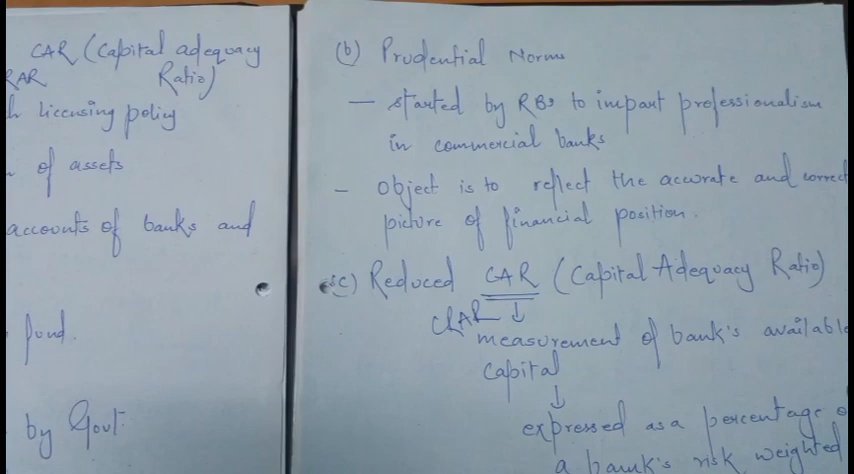 CAR (Capital adequacy
RAR Ratio)
licensing policy
of assets
accounts of banks and
fund.
by Govt.
(b) Prudential Norms
— started by RBI to impart professionalism
in commercial banks
- object is to reflect the accurate and correct
picture of financial position.
(c) Reduced CAR (Capital Adequacy Ratio)
CRAR ↓
measurement of bank's available
capital
↓
expressed as a percentage
a bank's risk weighted